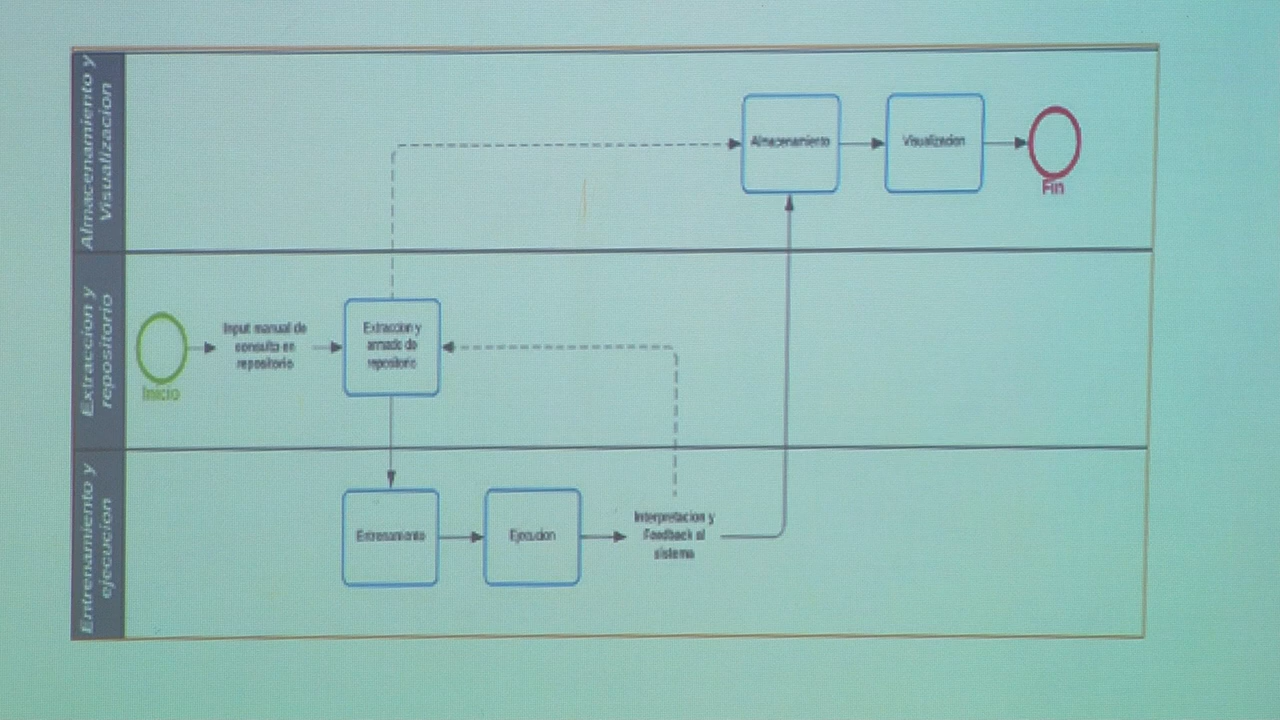 Almacenamiento y
Visualizacion
Almacenamiento
Visualizacion
Fin
Extraccion y
repositorio
Inicio
Input manual de
consulta en
repositorio
Extraccion y
armado de
repositorio
Entrenamiento y
ejecucion
Entrenamiento
Ejecucion
Interpretacion y
Feedback al
sistema